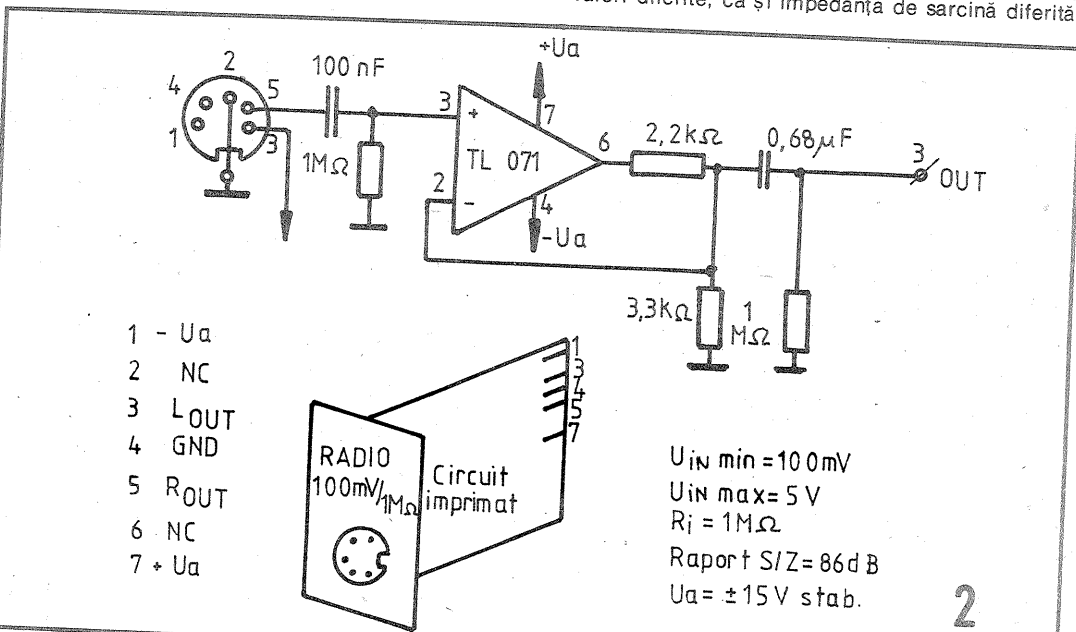 ca și impedanța de sarcină diferită
+Ua
100 nF
2
4
5
1
3
1MΩ
3
+
7
TL 071
6
2
-
4
-Ua
2,2kΩ
0,68µF
3
OUT
3,3kΩ
1
MΩ
1 - Ua
2 NC
3 LOUT
4 GND
5 ROUT
6 NC
7 + Ua
RADIO
100mV/1MΩ
Circuit
imprimat
1
3
4
5
7
UIN min = 100mV
UIN max = 5 V
Ri = 1MΩ
Raport S/Z = 86dB
Ua = ±15V stab.
2